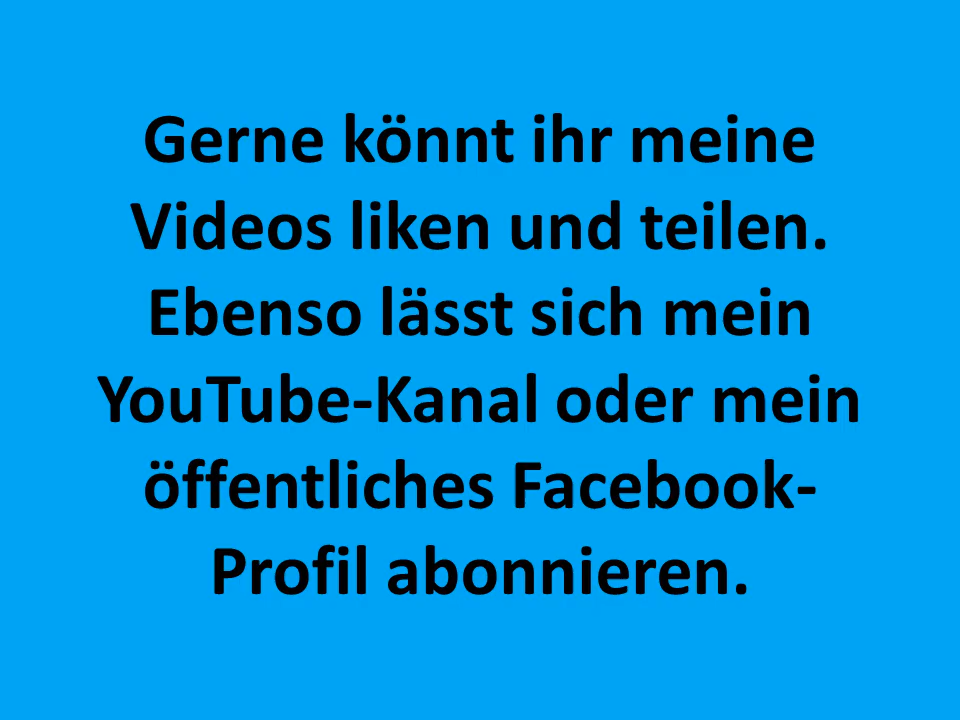 Gerne könnt ihr meine
Videos liken und teilen.
Ebenso lässt sich mein
YouTube-Kanal oder mein
öffentliches Facebook-
Profil abonnieren.